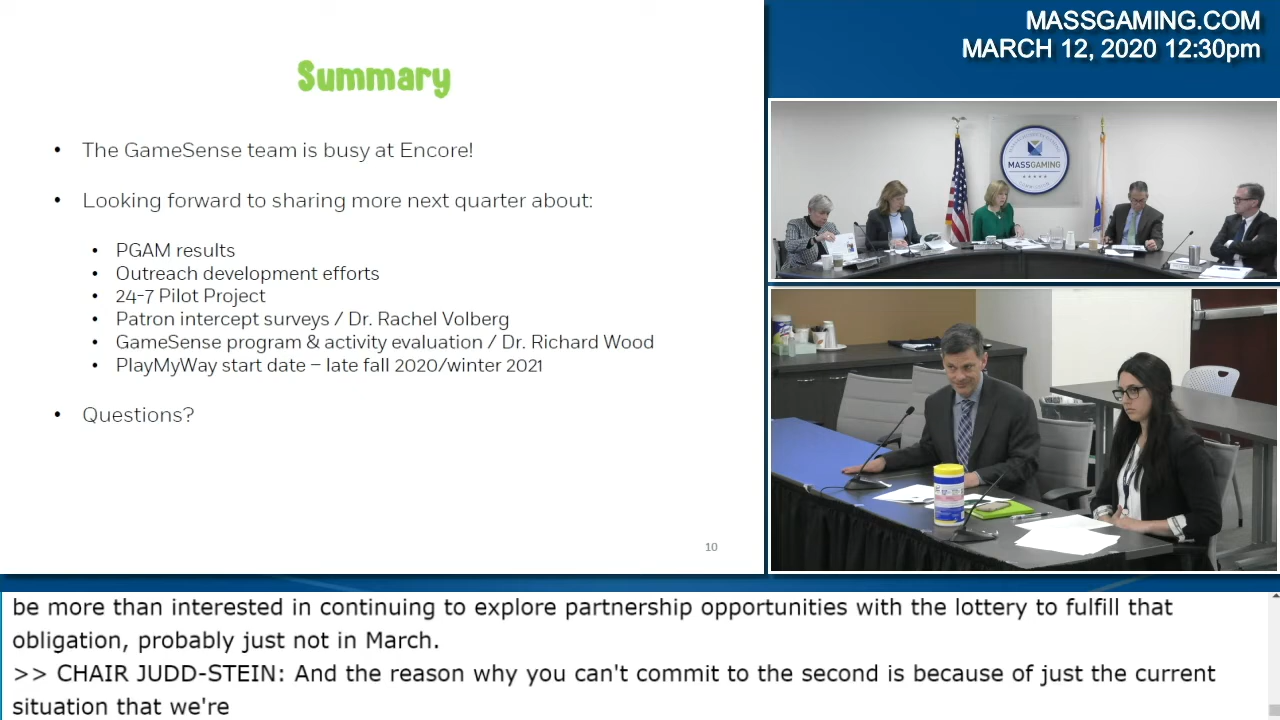 MASSGAMING.COM
MARCH 12, 2020 12:30pm
Summary
• The GameSense team is busy at Encore!
• Looking forward to sharing more next quarter about:
• PGAM results
• Outreach development efforts
• 24-7 Pilot Project
• Patron intercept surveys / Dr. Rachel Volberg
• GameSense program & activity evaluation / Dr. Richard Wood
• PlayMyWay start date – late fall 2020/winter 2021
• Questions?
10
MASSGAMING
be more than interested in continuing to explore partnership opportunities with the lottery to fulfill that
obligation, probably just not in March.
>> CHAIR JUDD-STEIN: And the reason why you can't commit to the second is because of just the current
situation that we're